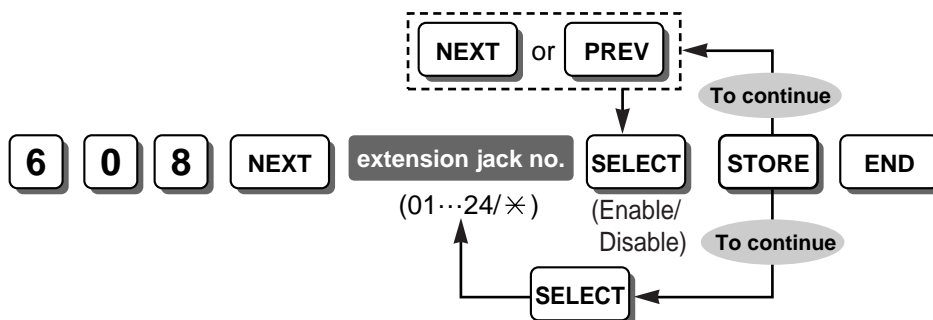 NEXT or PREV
To continue
6 0 8 NEXT extension jack no. SELECT STORE END
(01···24/✳) (Enable/
Disable)
To continue
SELECT